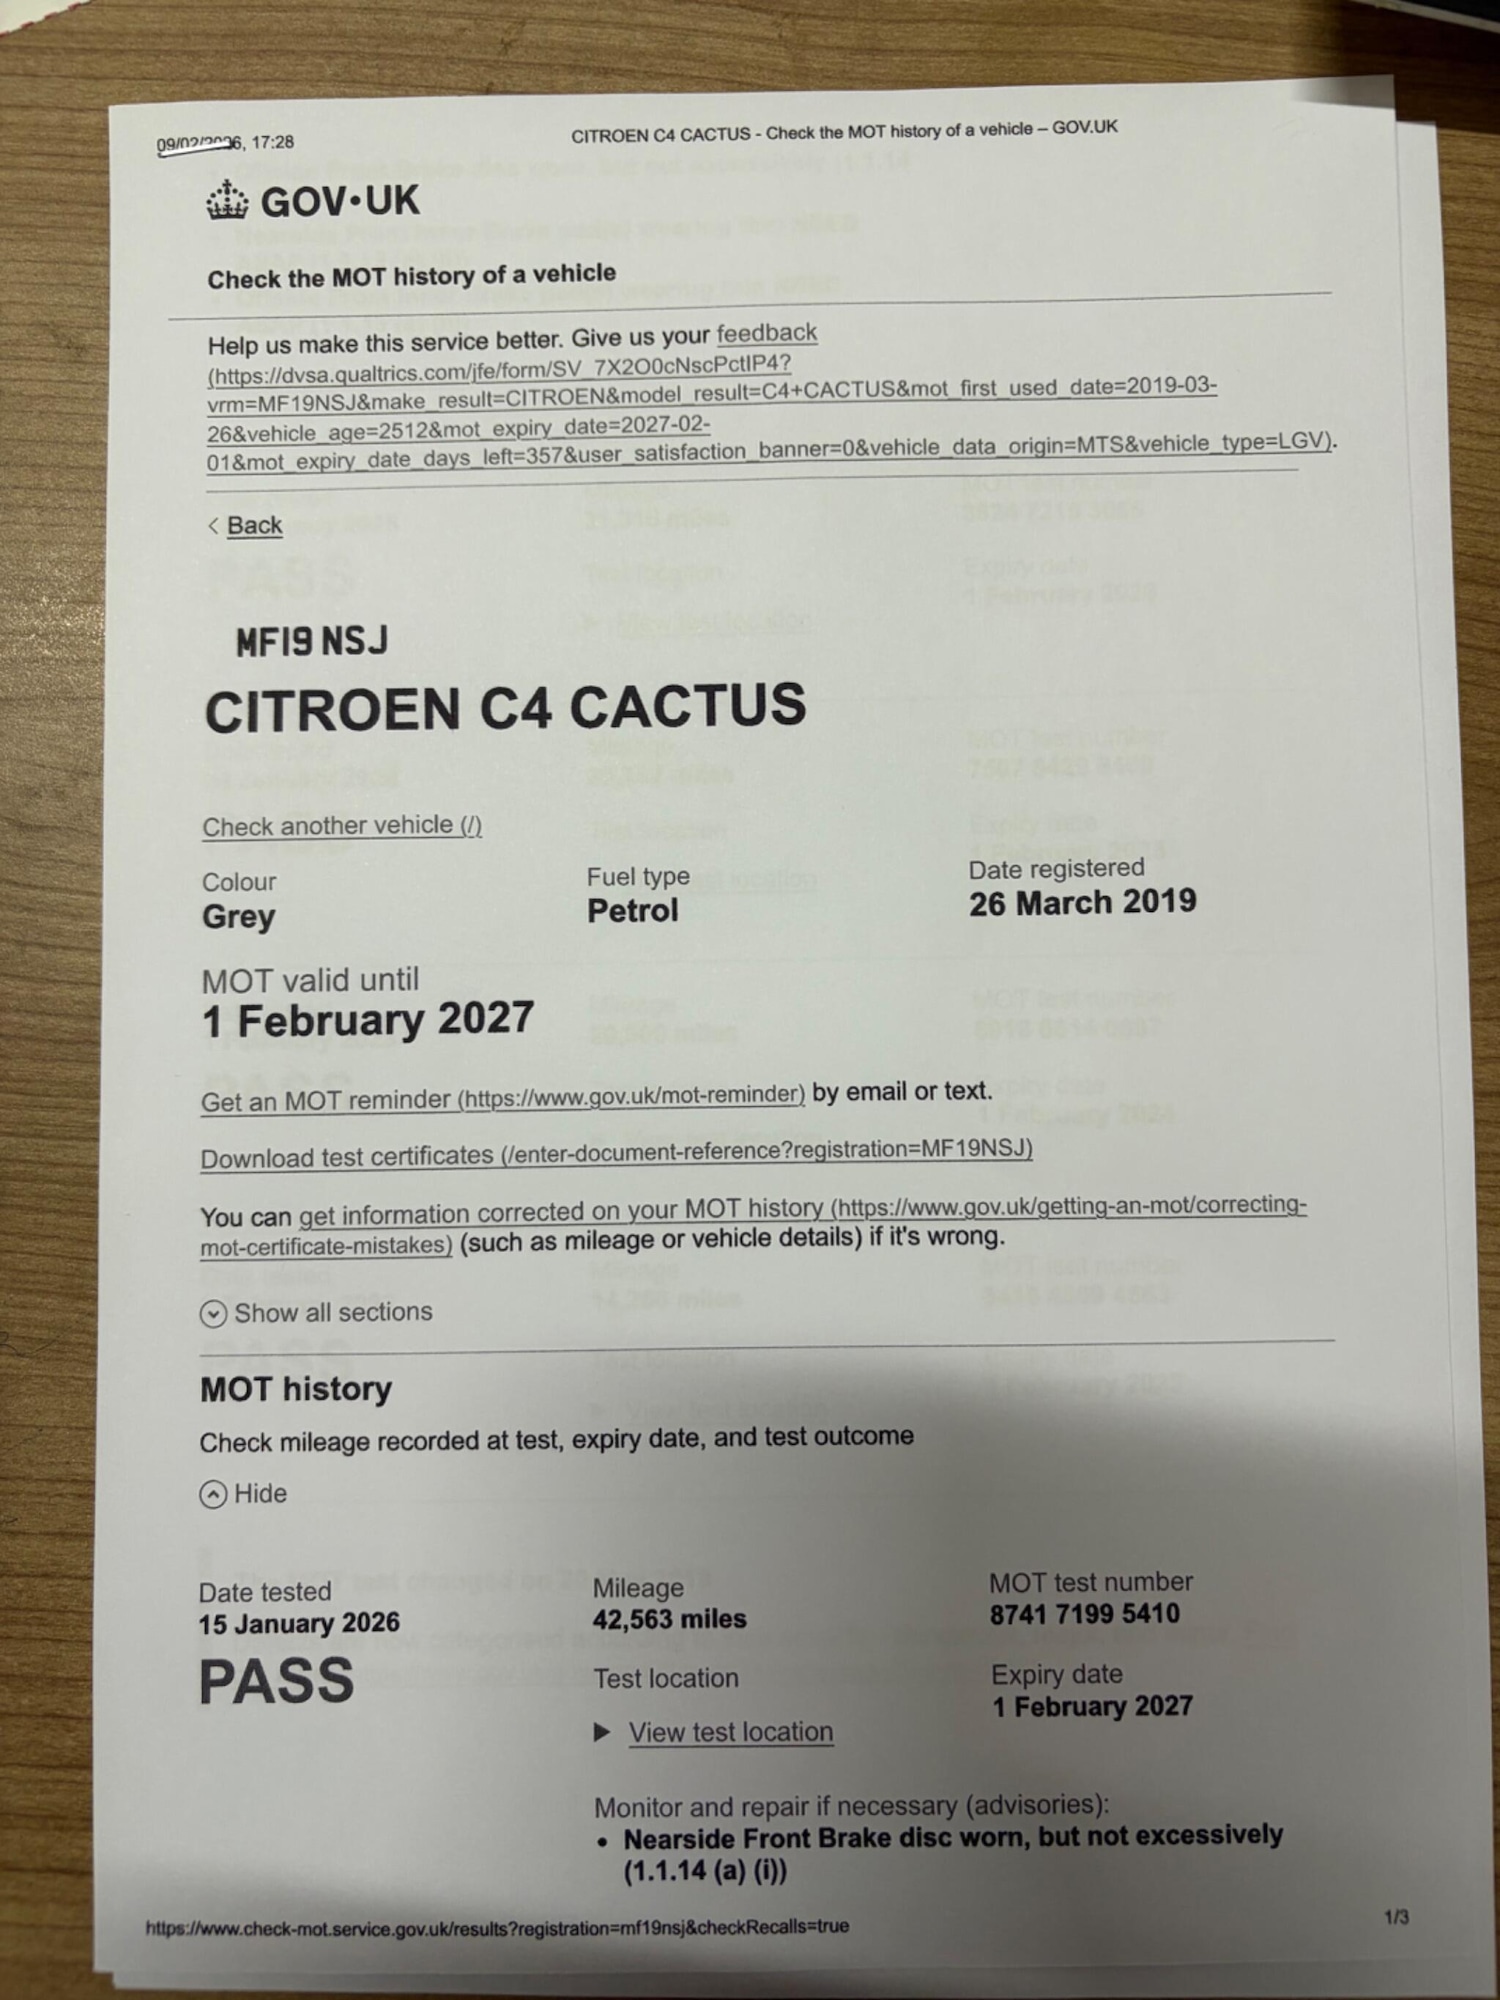 09/02/2026, 17:28
CITROEN C4 CACTUS - Check the MOT history of a vehicle – GOV.UK
GOV•UK
Check the MOT history of a vehicle
Help us make this service better. Give us your feedback
(https://dvsa.qualtrics.com/jfe/form/SV_7X2O0cNscPctIP4?
vrm=MF19NSJ&make_result=CITROEN&model_result=C4+CACTUS&mot_first_used_date=2019-03-
26&vehicle_age=2512&mot_expiry_date=2027-02-
01&mot_expiry_date_days_left=357&user_satisfaction_banner=0&vehicle_data_origin=MTS&vehicle_type=LGV).
< Back
MF19 NSJ
CITROEN C4 CACTUS
Check another vehicle (/)
Colour
Fuel type
Date registered
Grey
Petrol
26 March 2019
MOT valid until
1 February 2027
Get an MOT reminder (https://www.gov.uk/mot-reminder) by email or text.
Download test certificates (/enter-document-reference?registration=MF19NSJ)
You can get information corrected on your MOT history (https://www.gov.uk/getting-an-mot/correcting-
mot-certificate-mistakes) (such as mileage or vehicle details) if it's wrong.
Show all sections
MOT history
Check mileage recorded at test, expiry date, and test outcome
Hide
Date tested
Mileage
MOT test number
15 January 2026
42,563 miles
8741 7199 5410
PASS
Test location
Expiry date
1 February 2027
View test location
Monitor and repair if necessary (advisories):
• Nearside Front Brake disc worn, but not excessively
(1.1.14 (a) (i))
https://www.check-mot.service.gov.uk/results?registration=mf19nsj&checkRecalls=true
1/3